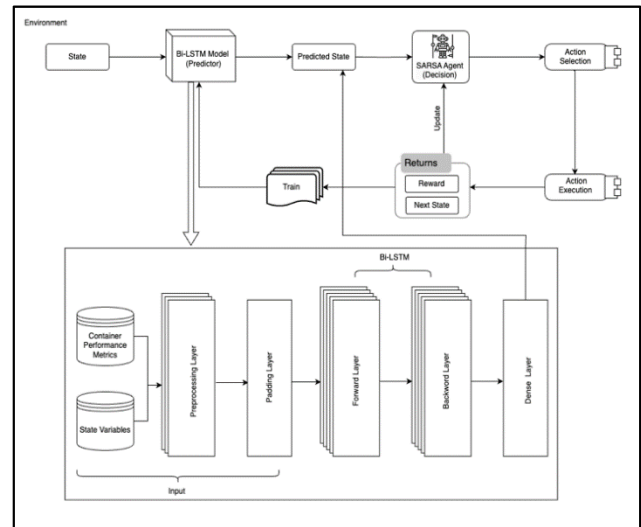 Environment
State
Bi-LSTM Model
(Predictor)
Predicted State
SARSA Agent
(Decision)
Action
Selection
Update
Returns
Reward
Next State
Train
Action
Execution
Bi-LSTM
Container
Performance
Metrics
State Variables
Preprocessing Layer
Padding Layer
Forward Layer
Backword Layer
Dense Layer
Input